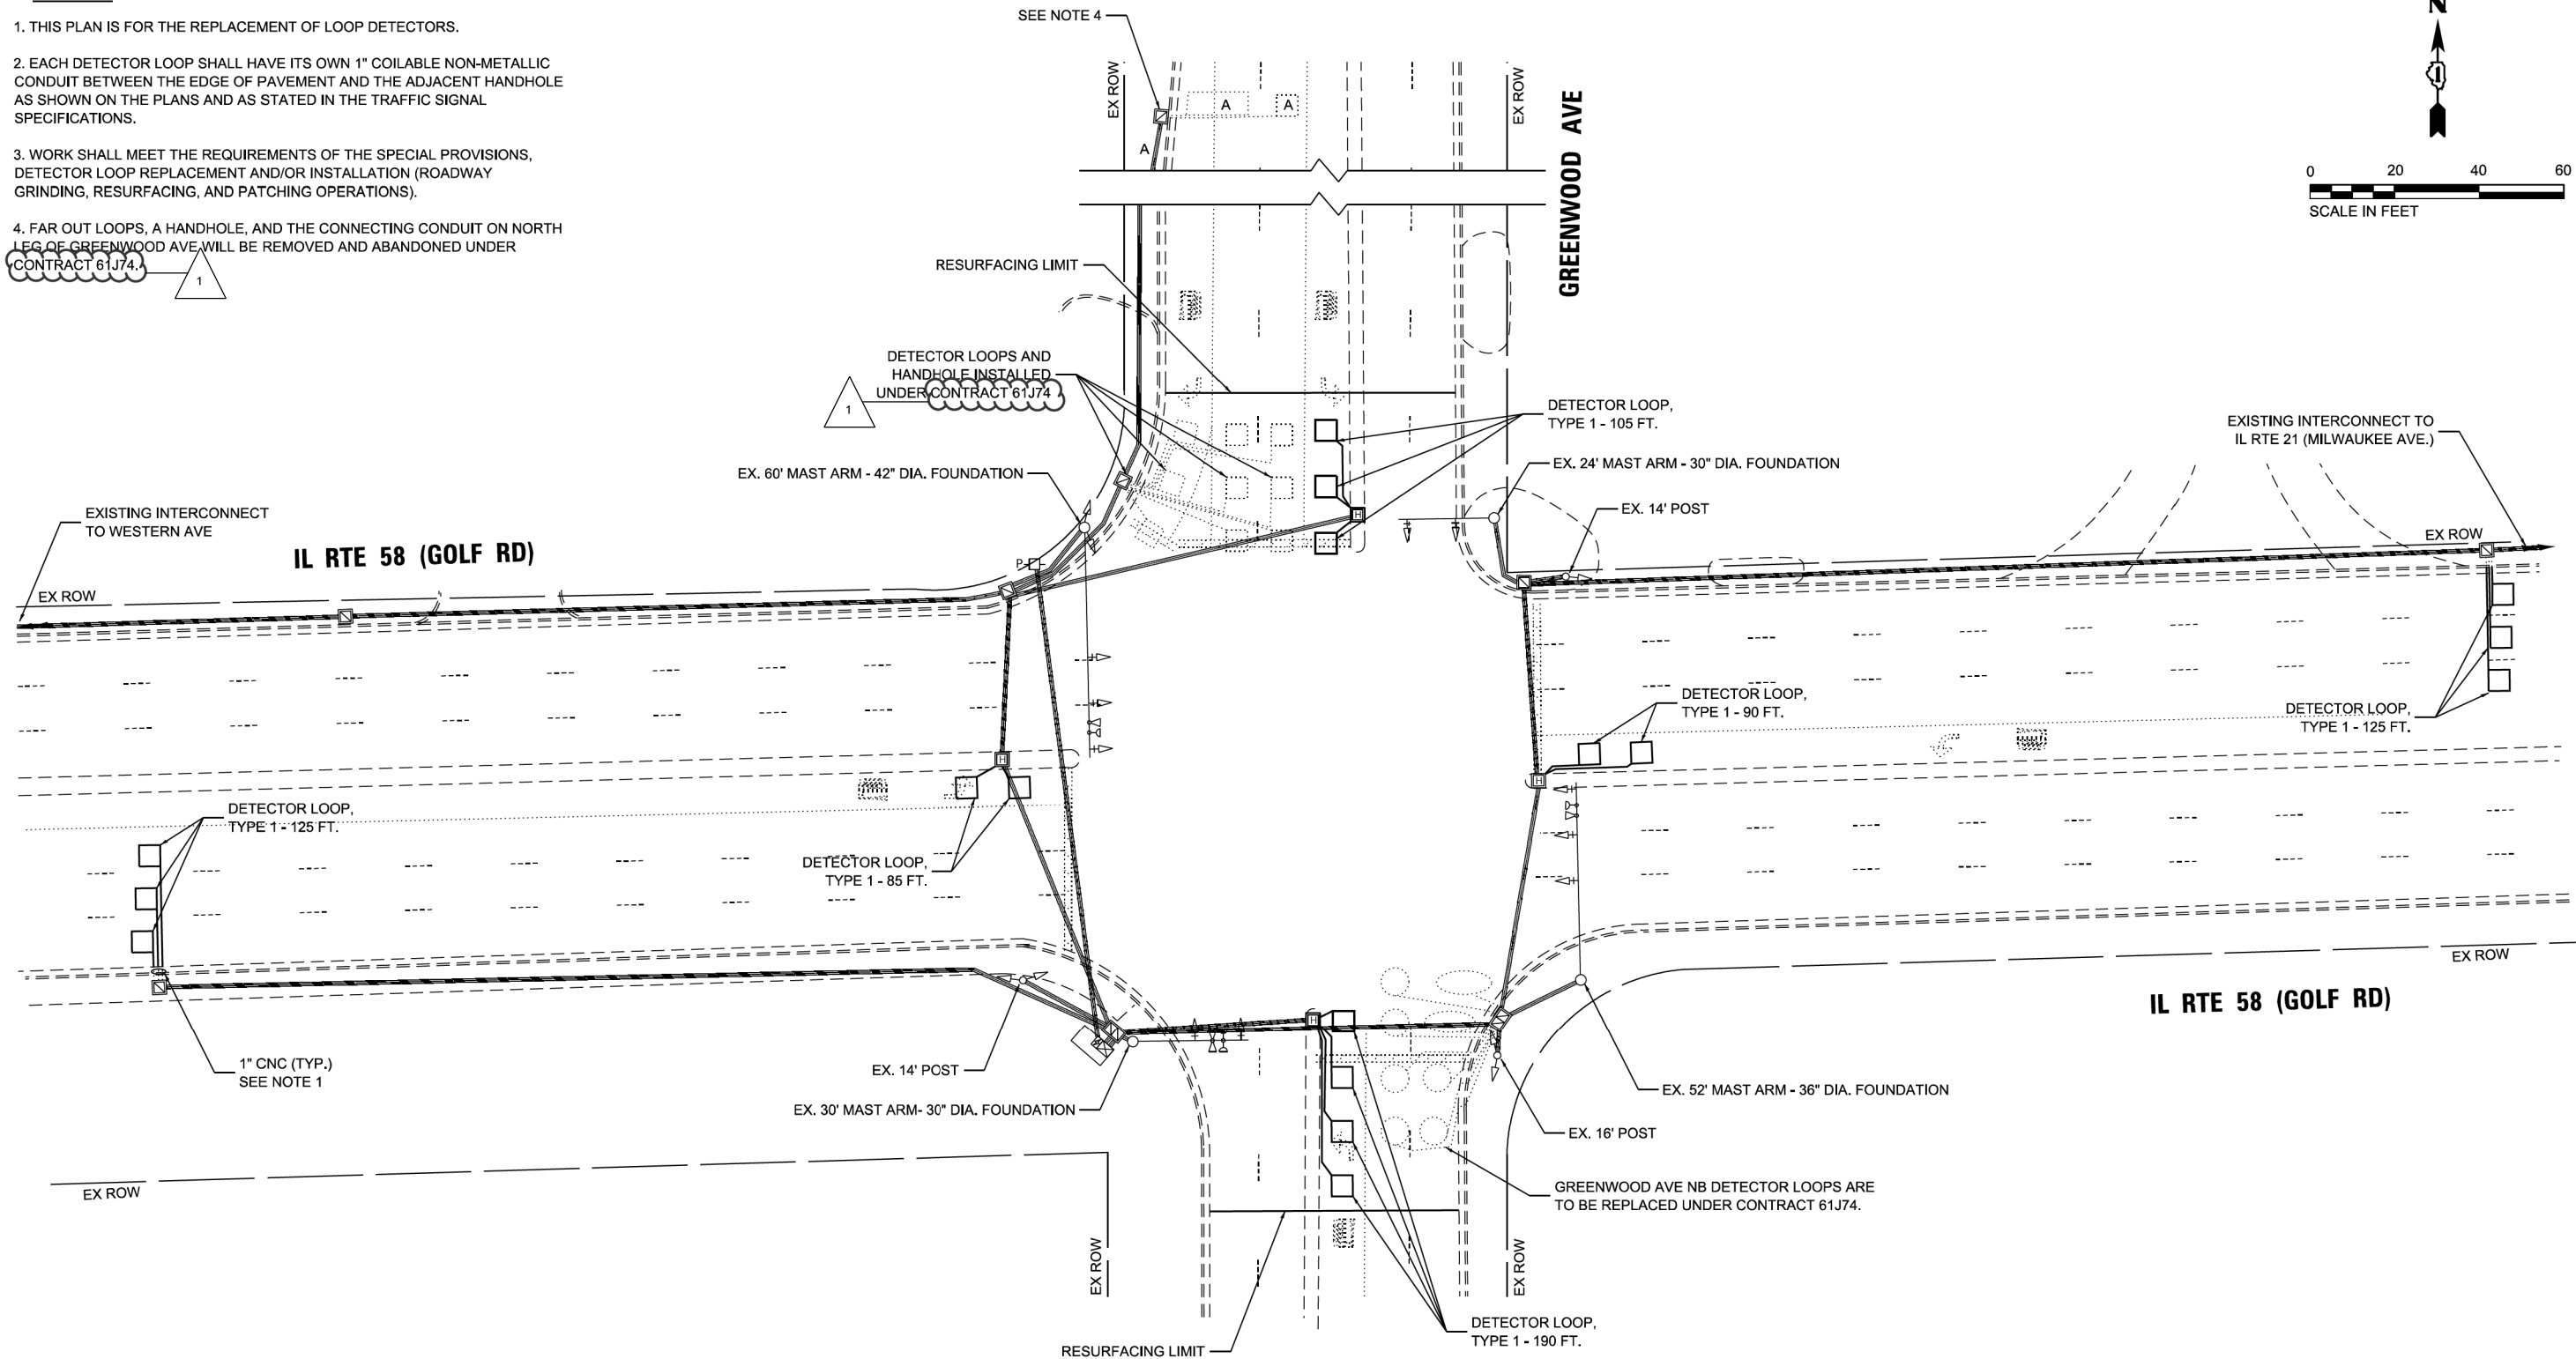 1. THIS PLAN IS FOR THE REPLACEMENT OF LOOP DETECTORS.
2. EACH DETECTOR LOOP SHALL HAVE ITS OWN 1" COILABLE NON-METALLIC
CONDUIT BETWEEN THE EDGE OF PAVEMENT AND THE ADJACENT HANDHOLE
AS SHOWN ON THE PLANS AND AS STATED IN THE TRAFFIC SIGNAL
SPECIFICATIONS.
3. WORK SHALL MEET THE REQUIREMENTS OF THE SPECIAL PROVISIONS,
DETECTOR LOOP REPLACEMENT AND/OR INSTALLATION (ROADWAY
GRINDING, RESURFACING, AND PATCHING OPERATIONS).
4. FAR OUT LOOPS, A HANDHOLE, AND THE CONNECTING CONDUIT ON NORTH
LEG OF GREENWOOD AVE WILL BE REMOVED AND ABANDONED UNDER
CONTRACT 61J74.
1
SEE NOTE 4
EX ROW
A
A
A
EX ROW
GREENWOOD AVE
N
1
0 20 40 60
SCALE IN FEET
RESURFACING LIMIT
DETECTOR LOOPS AND
HANDHOLE INSTALLED
UNDER CONTRACT 61J74
1
DETECTOR LOOP,
TYPE 1 - 105 FT.
EX. 60' MAST ARM - 42" DIA. FOUNDATION
EX. 24' MAST ARM - 30" DIA. FOUNDATION
EX. 14' POST
EXISTING INTERCONNECT TO
IL RTE 21 (MILWAUKEE AVE.)
EXISTING INTERCONNECT
TO WESTERN AVE
IL RTE 58 (GOLF RD)
EX ROW
EX ROW
P
H
H
H
DETECTOR LOOP,
TYPE 1 - 90 FT.
DETECTOR LOOP,
TYPE 1 - 125 FT.
DETECTOR LOOP,
TYPE 1 - 125 FT.
DETECTOR LOOP,
TYPE 1 - 85 FT.
EX ROW
IL RTE 58 (GOLF RD)
H
1" CNC (TYP.)
SEE NOTE 1
EX. 14' POST
EX. 30' MAST ARM- 30" DIA. FOUNDATION
EX. 52' MAST ARM - 36" DIA. FOUNDATION
EX. 16' POST
EX ROW
GREENWOOD AVE NB DETECTOR LOOPS ARE
TO BE REPLACED UNDER CONTRACT 61J74.
EX ROW
EX ROW
DETECTOR LOOP,
TYPE 1 - 190 FT.
RESURFACING LIMIT